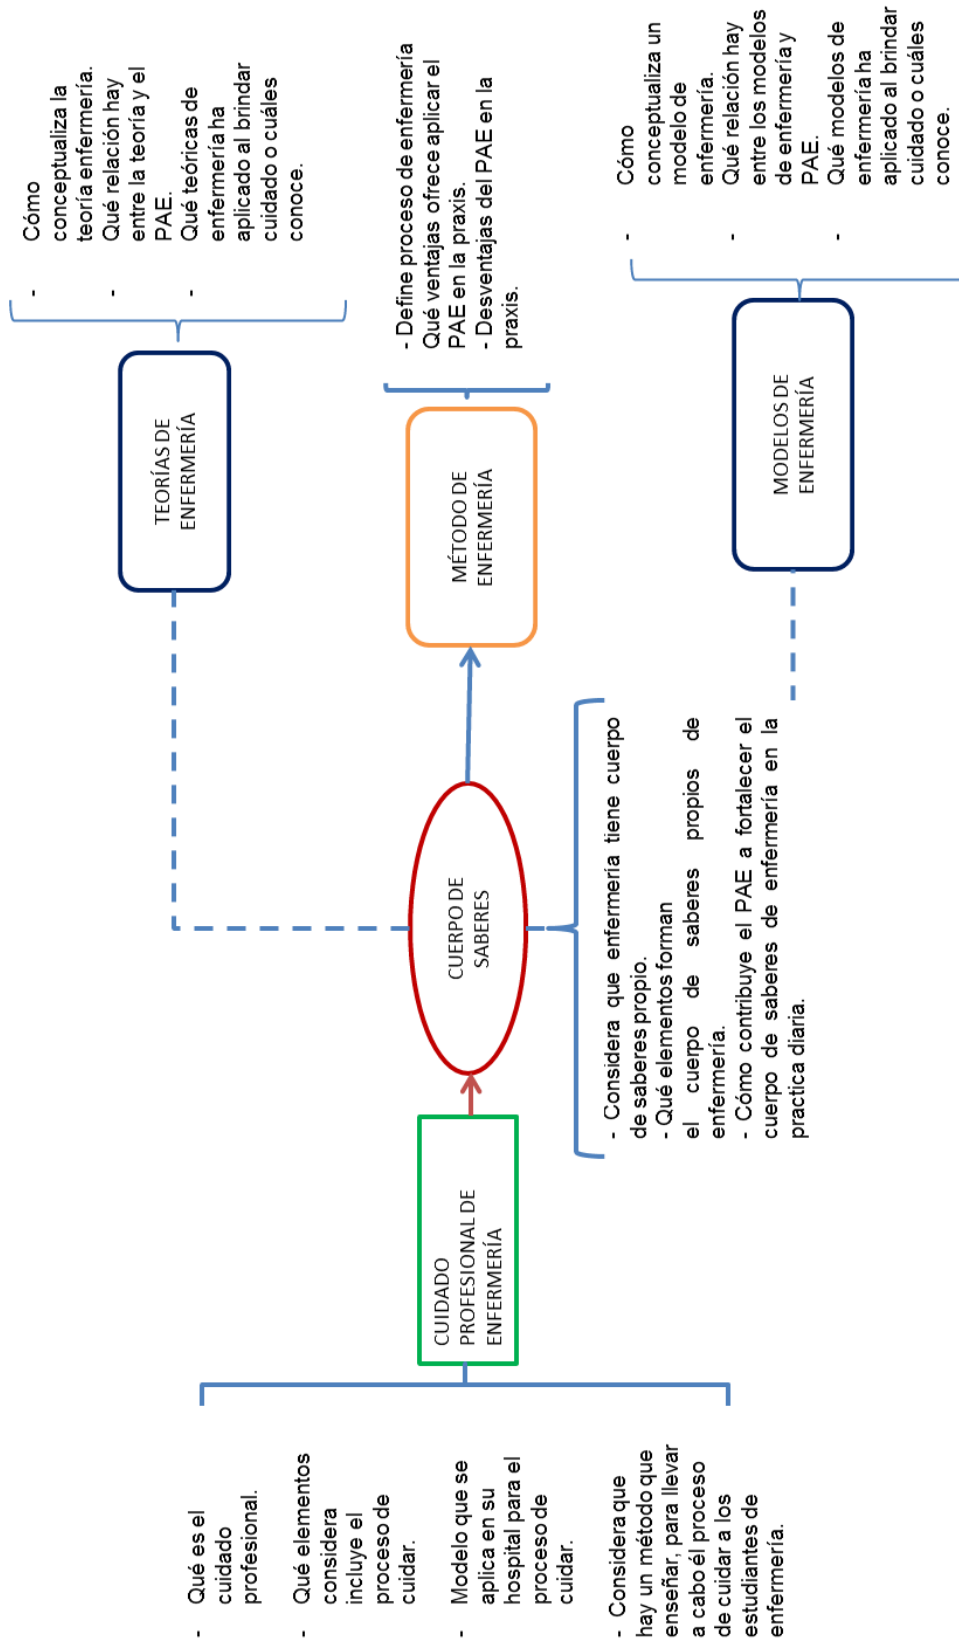 - Qué es el
cuidado
profesional.
- Qué elementos
considera
incluye el
proceso de
cuidar.
- Modelo que se
aplica en su
hospital para el
proceso de
cuidar.
- Considera que
hay un método que
enseñar, para llevar
a cabo él proceso
de cuidar a los
estudiantes de
enfermería.
CUIDADO
PROFESIONAL DE
ENFERMERÍA
CUERPO DE
SABERES
- Considera que enfermería tiene cuerpo
de saberes propio.
- Qué elementos forman
el cuerpo de saberes propios de
enfermería.
- Cómo contribuye el PAE a fortalecer el
cuerpo de saberes de enfermería en la
practica diaria.
TEORÍAS DE
ENFERMERÍA
- Cómo
conceptualiza la
teoría enfermería.
- Qué relación hay
entre la teoría y el
PAE.
- Qué teóricas de
enfermería ha
aplicado al brindar
cuidado o cuáles
conoce.
MÉTODO DE
ENFERMERÍA
- Define proceso de enfermería
Qué ventajas ofrece aplicar el
PAE en la praxis.
- Desventajas del PAE en la
praxis.
MODELOS DE
ENFERMERÍA
- Cómo
conceptualiza un
modelo de
enfermería.
- Qué relación hay
entre los modelos
de enfermería y
PAE.
- Qué modelos de
enfermería ha
aplicado al brindar
cuidado o cuáles
conoce.